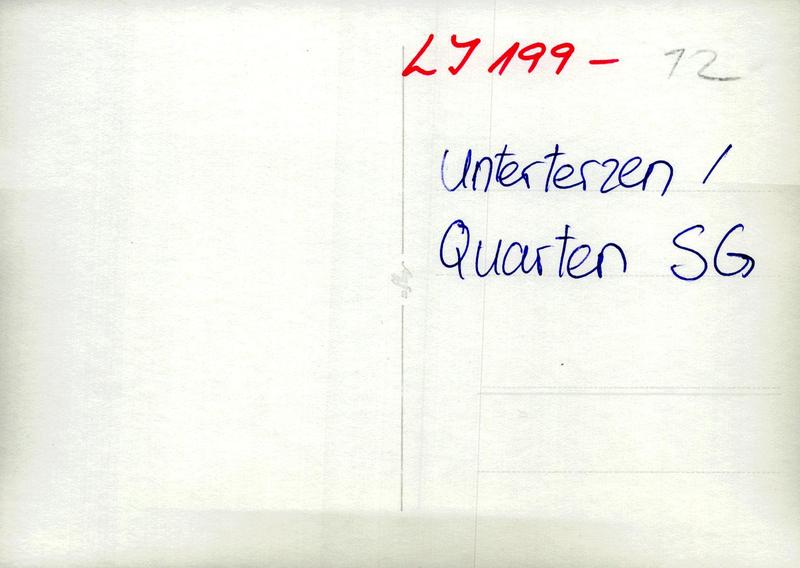 LJ 199 - 12
Unterterzen /
Quarten SG